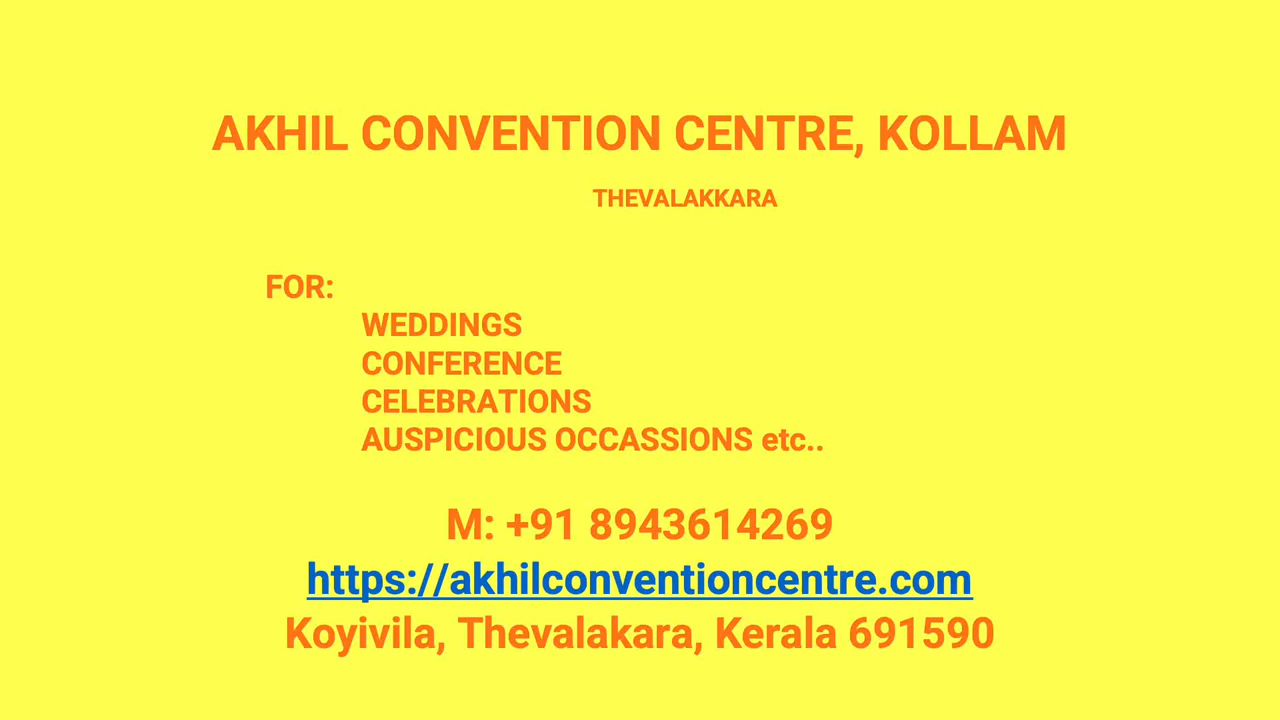 AKHIL CONVENTION CENTRE, KOLLAM
THEVALAKKARA
FOR:
WEDDINGS
CONFERENCE
CELEBRATIONS
AUSPICIOUS OCCASSIONS etc..
M: +91 8943614269
https://akhilconventioncentre.com
Koyivila, Thevalakara, Kerala 691590